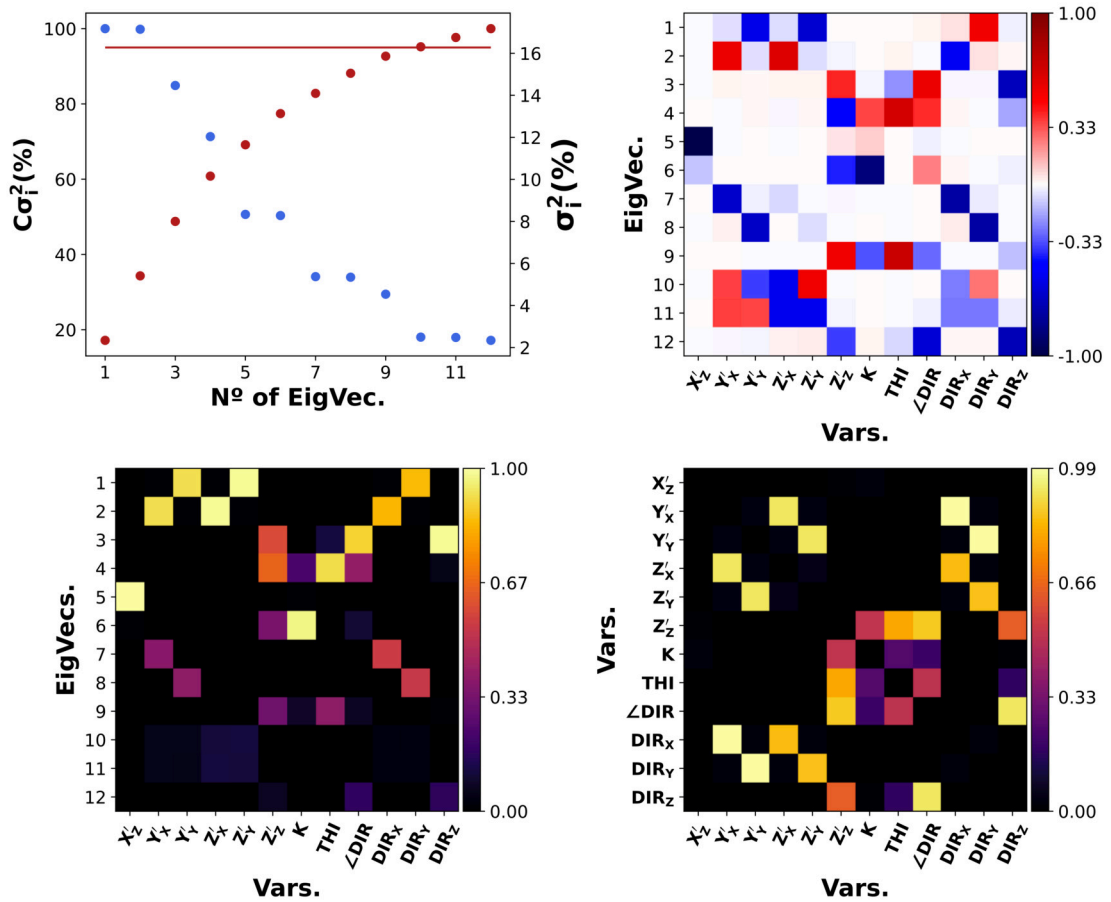 100
80
60
40
20
Cσᵢ²(%)
16
14
12
10
8
6
4
2
σᵢ²(%)
1 3 5 7 9 11
Nº of EigVec.
1
2
3
4
5
6
7
8
9
10
11
12
EigVec.
X′Z Y′X Y′Y Z′X Z′Y Z′Z K THI ∠DIR DIRX DIRY DIRZ
Vars.
1.00
0.33
-0.33
-1.00
1
2
3
4
5
6
7
8
9
10
11
12
EigVecs.
X′Z Y′X Y′Y Z′X Z′Y Z′Z K THI ∠DIR DIRX DIRY DIRZ
Vars.
1.00
0.67
0.33
0.00
X′Z
Y′X
Y′Y
Z′X
Z′Y
Z′Z
K
THI
∠DIR
DIRX
DIRY
DIRZ
Vars.
X′Z Y′X Y′Y Z′X Z′Y Z′Z K THI ∠DIR DIRX DIRY DIRZ
Vars.
0.99
0.66
0.33
0.00